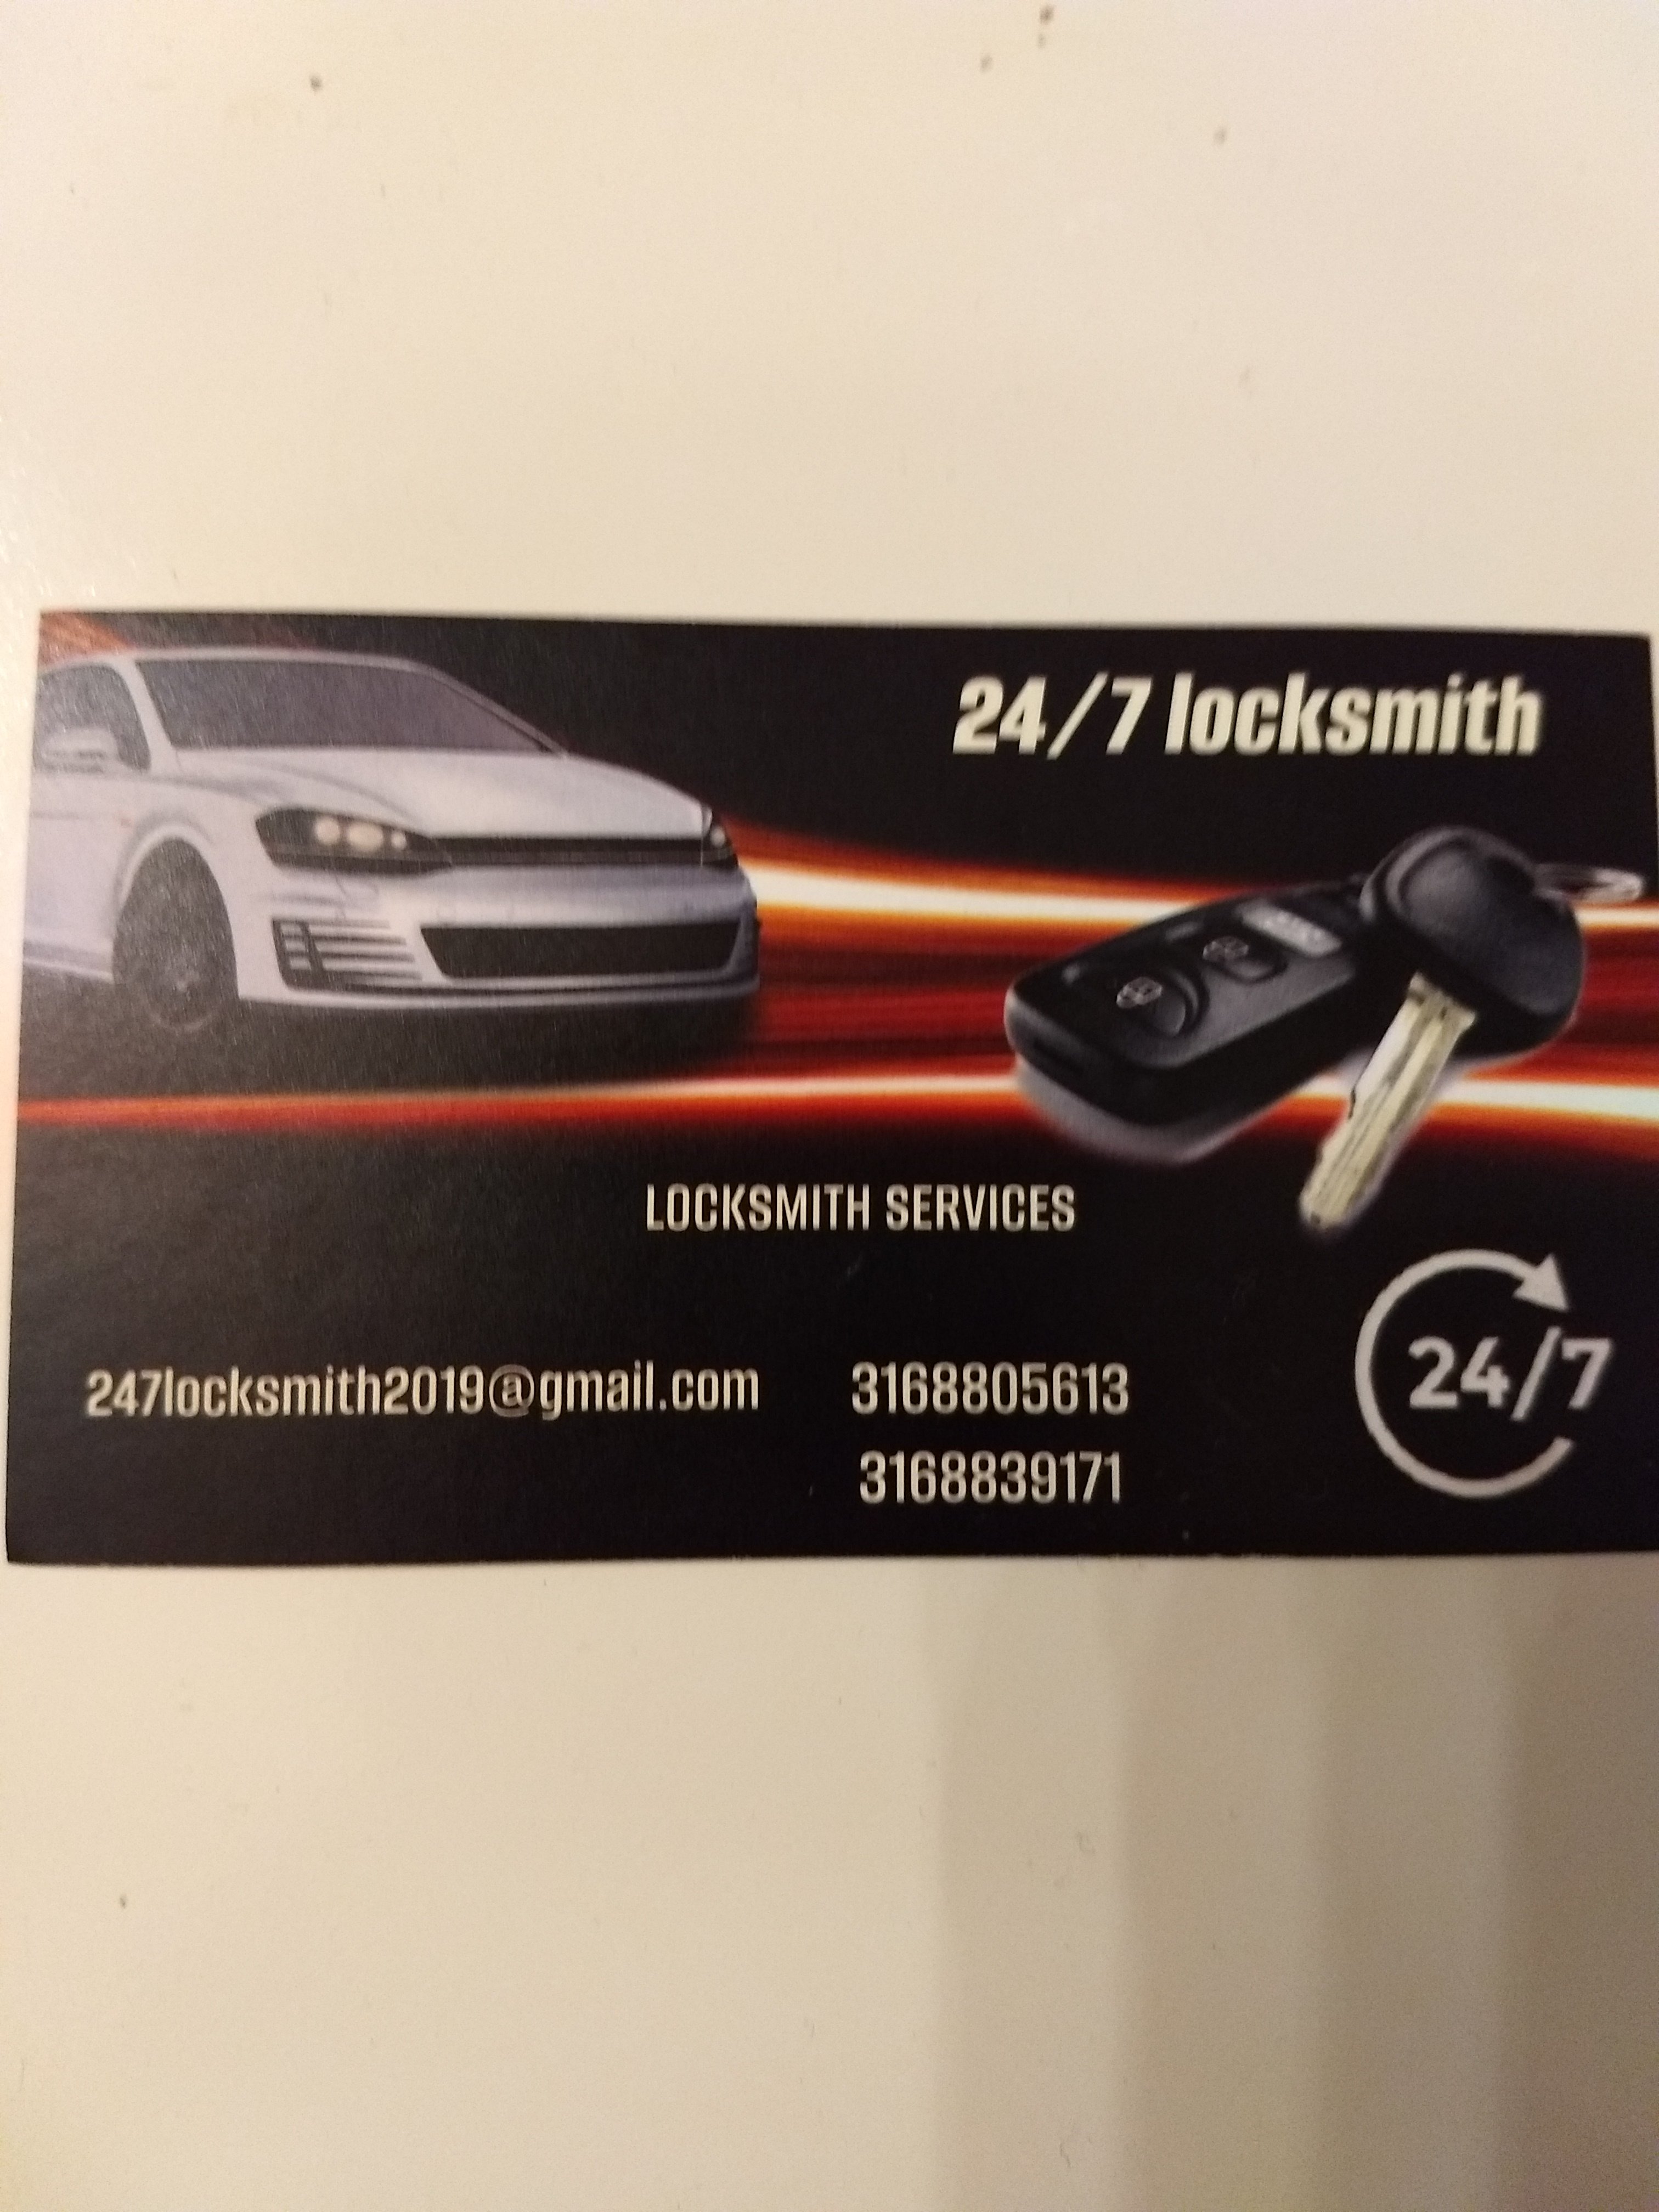 24/7 locksmith
LOCKSMITH SERVICES
247locksmith2019@gmail.com
3168805613
3168839171
24/7